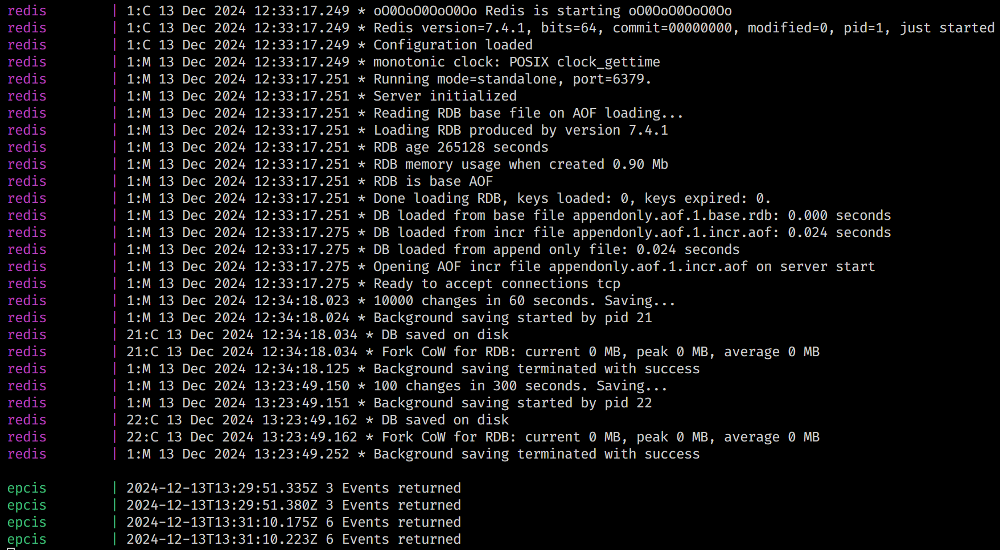 redis | 1:C 13 Dec 2024 12:33:17.249 * oO0OoO0OoO0Oo Redis is starting oO0OoO0OoO0Oo
redis | 1:C 13 Dec 2024 12:33:17.249 * Redis version=7.4.1, bits=64, commit=00000000, modified=0, pid=1, just started
redis | 1:C 13 Dec 2024 12:33:17.249 * Configuration loaded
redis | 1:M 13 Dec 2024 12:33:17.249 * monotonic clock: POSIX clock_gettime
redis | 1:M 13 Dec 2024 12:33:17.251 * Running mode=standalone, port=6379.
redis | 1:M 13 Dec 2024 12:33:17.251 * Server initialized
redis | 1:M 13 Dec 2024 12:33:17.251 * Reading RDB base file on AOF loading...
redis | 1:M 13 Dec 2024 12:33:17.251 * Loading RDB produced by version 7.4.1
redis | 1:M 13 Dec 2024 12:33:17.251 * RDB age 265128 seconds
redis | 1:M 13 Dec 2024 12:33:17.251 * RDB memory usage when created 0.90 Mb
redis | 1:M 13 Dec 2024 12:33:17.251 * RDB is base AOF
redis | 1:M 13 Dec 2024 12:33:17.251 * Done loading RDB, keys loaded: 0, keys expired: 0.
redis | 1:M 13 Dec 2024 12:33:17.251 * DB loaded from base file appendonly.aof.1.base.rdb: 0.000 seconds
redis | 1:M 13 Dec 2024 12:33:17.275 * DB loaded from incr file appendonly.aof.1.incr.aof: 0.024 seconds
redis | 1:M 13 Dec 2024 12:33:17.275 * DB loaded from append only file: 0.024 seconds
redis | 1:M 13 Dec 2024 12:33:17.275 * Opening AOF incr file appendonly.aof.1.incr.aof on server start
redis | 1:M 13 Dec 2024 12:33:17.275 * Ready to accept connections tcp
redis | 1:M 13 Dec 2024 12:34:18.023 * 10000 changes in 60 seconds. Saving...
redis | 1:M 13 Dec 2024 12:34:18.024 * Background saving started by pid 21
redis | 21:C 13 Dec 2024 12:34:18.034 * DB saved on disk
redis | 21:C 13 Dec 2024 12:34:18.034 * Fork CoW for RDB: current 0 MB, peak 0 MB, average 0 MB
redis | 1:M 13 Dec 2024 12:34:18.125 * Background saving terminated with success
redis | 1:M 13 Dec 2024 13:23:49.150 * 100 changes in 300 seconds. Saving...
redis | 1:M 13 Dec 2024 13:23:49.151 * Background saving started by pid 22
redis | 22:C 13 Dec 2024 13:23:49.162 * DB saved on disk
redis | 22:C 13 Dec 2024 13:23:49.162 * Fork CoW for RDB: current 0 MB, peak 0 MB, average 0 MB
redis | 1:M 13 Dec 2024 13:23:49.252 * Background saving terminated with success
epcis | 2024-12-13T13:29:51.335Z 3 Events returned
epcis | 2024-12-13T13:29:51.380Z 3 Events returned
epcis | 2024-12-13T13:31:10.175Z 6 Events returned
epcis | 2024-12-13T13:31:10.223Z 6 Events returned